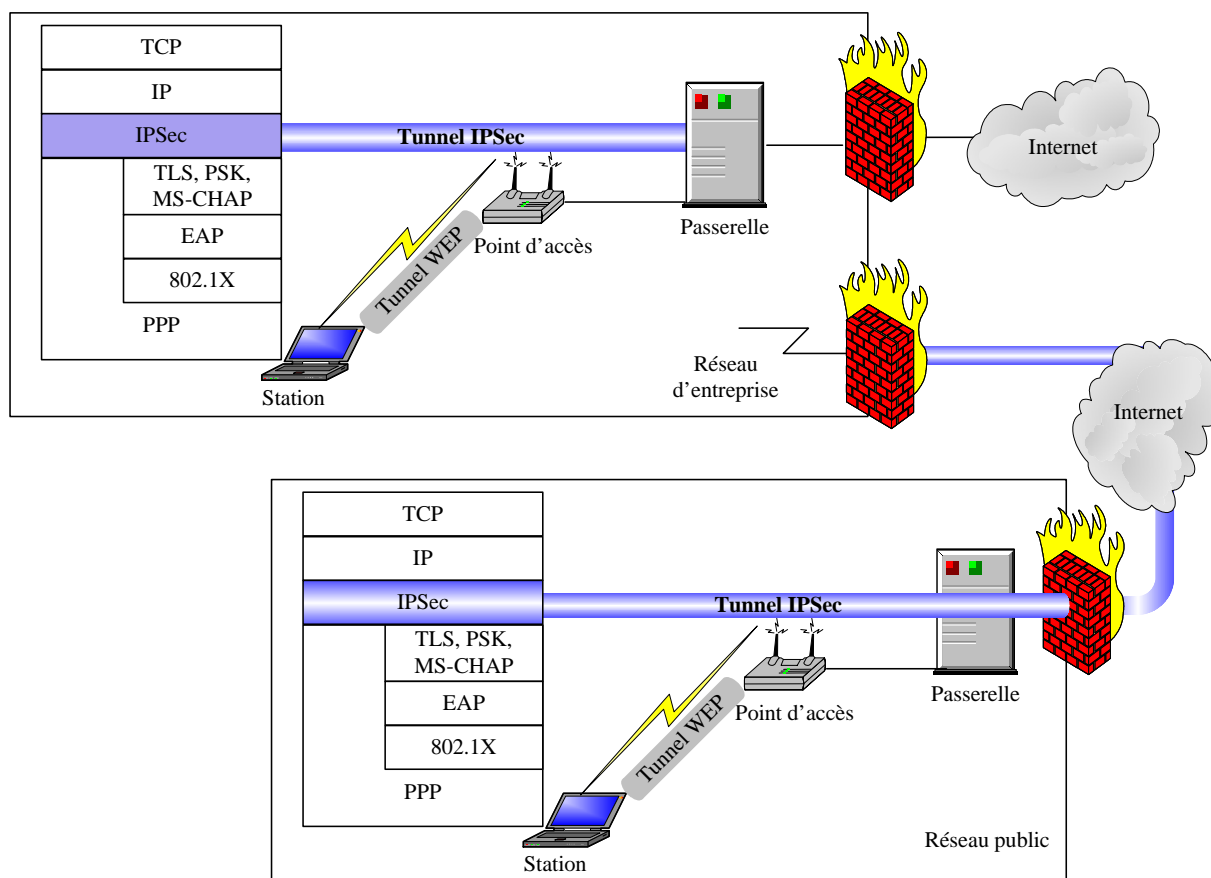 TCP
IP
IPSec
TLS, PSK,
MS-CHAP
EAP
802.1X
PPP
Tunnel IPSec
Tunnel WEP
Point d’accès
Passerelle
Station
Internet
Réseau
d’entreprise
Internet
TCP
IP
IPSec
TLS, PSK,
MS-CHAP
EAP
802.1X
PPP
Tunnel IPSec
Tunnel WEP
Point d’accès
Passerelle
Station
Réseau public